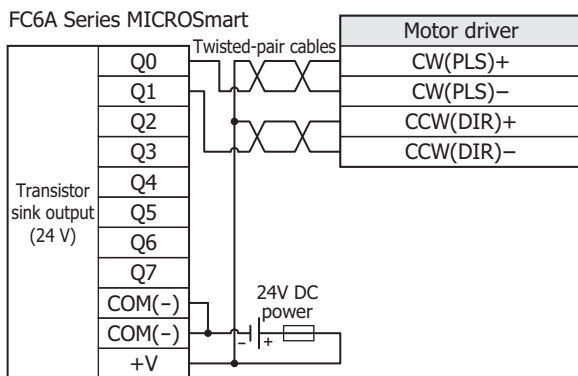 FC6A Series MICROSmart
Twisted-pair cables
Motor driver
CW(PLS)+
CW(PLS)−
CCW(DIR)+
CCW(DIR)−
Transistor
sink output
(24 V)
Q0
Q1
Q2
Q3
Q4
Q5
Q6
Q7
COM(−)
COM(−)
+V
24V DC
power
− +